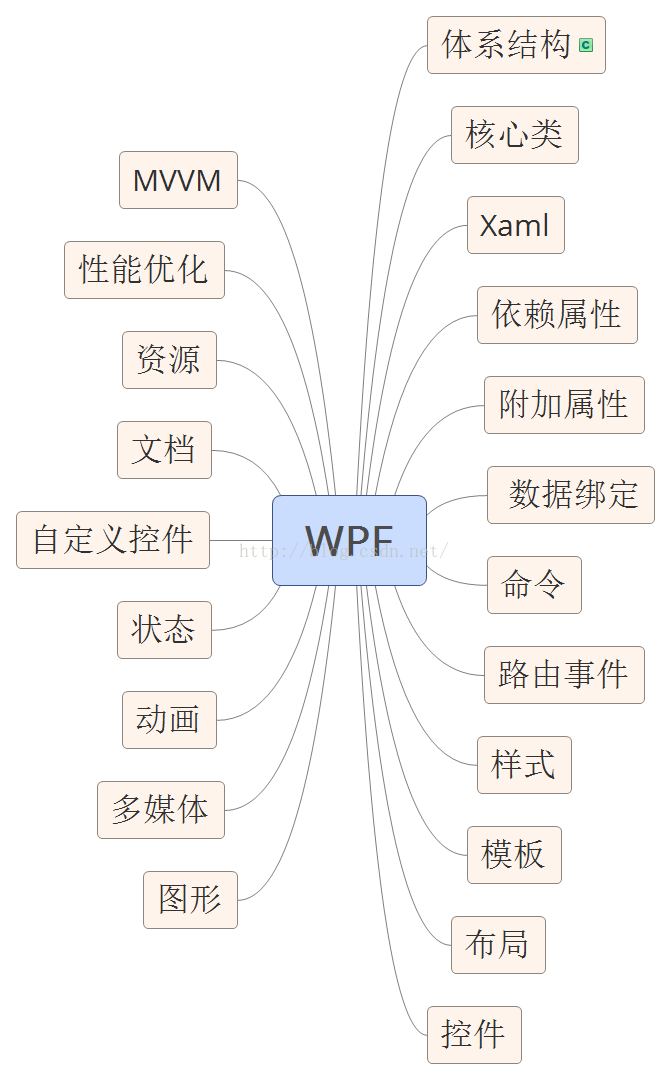 体系结构
核心类
Xaml
依赖属性
附加属性
数据绑定
命令
路由事件
样式
模板
布局
控件
MVVM
性能优化
资源
文档
自定义控件
状态
动画
多媒体
图形
WPF
http://blog.csdn.net/